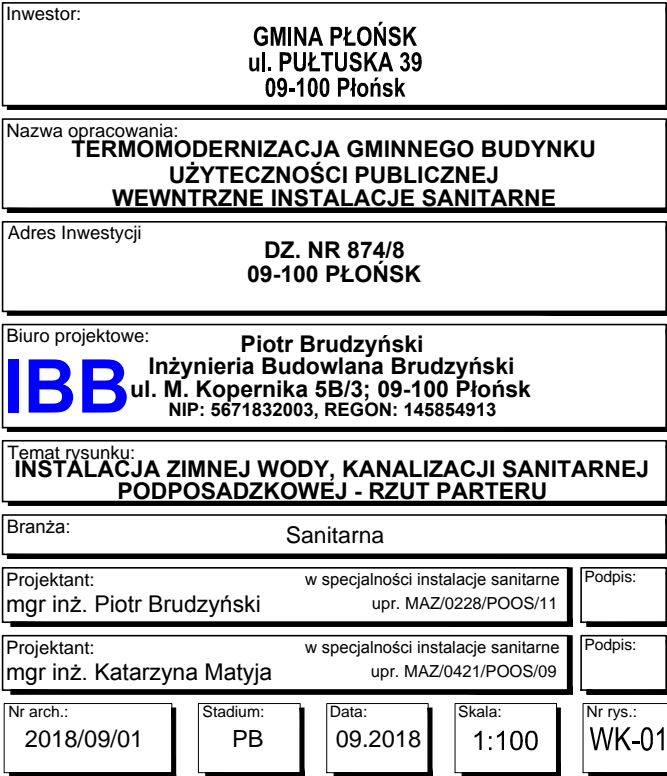 Inwestor:
GMINA PŁOŃSK
ul. PUŁTUSKA 39
09-100 Płońsk
Nazwa opracowania:
TERMOMODERNIZACJA GMINNEGO BUDYNKU
UŻYTECZNOŚCI PUBLICZNEJ
WEWNTRZNE INSTALACJE SANITARNE
Adres Inwestycji
DZ. NR 874/8
09-100 PŁOŃSK
Biuro projektowe:
IBB
Piotr Brudzyński
Inżynieria Budowlana Brudzyński
ul. M. Kopernika 5B/3; 09-100 Płońsk
NIP: 5671832003, REGON: 145854913
Temat rysunku:
INSTALACJA ZIMNEJ WODY, KANALIZACJI SANITARNEJ
PODPOSADZKOWEJ - RZUT PARTERU
Branża:
Sanitarna
Projektant: w specjalności instalacje sanitarne Podpis:
mgr inż. Piotr Brudzyński upr. MAZ/0228/POOS/11
Projektant: w specjalności instalacje sanitarne Podpis:
mgr inż. Katarzyna Matyja upr. MAZ/0421/POOS/09
Nr arch.: Stadium: Data: Skala: Nr rys.:
2018/09/01 PB 09.2018 1:100 WK-01